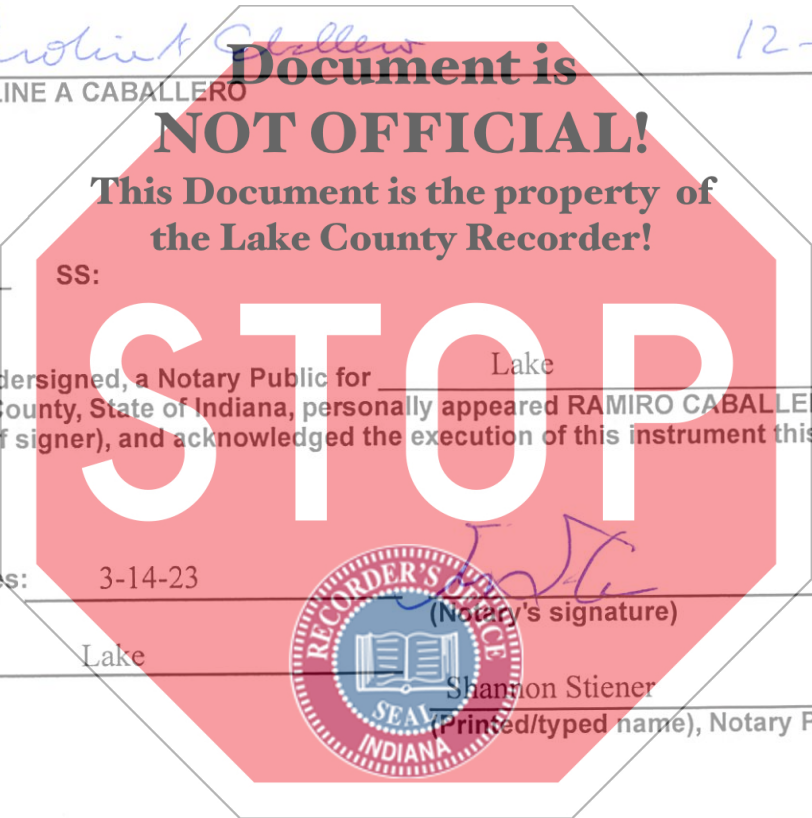 12-
LINE A CABALLERO
Document is
NOT OFFICIAL!
This Document is the property of
the Lake County Recorder!
SS:
STOP
dersigned, a Notary Public for Lake
County, State of Indiana, personally appeared RAMIRO CABALLE
f signer), and acknowledged the execution of this instrument this
s: 3-14-23
(Notary's signature)
Lake
RECORDER'S OFFICE
SEAL
INDIANA
Shannon Stiener
(Printed/typed name), Notary P